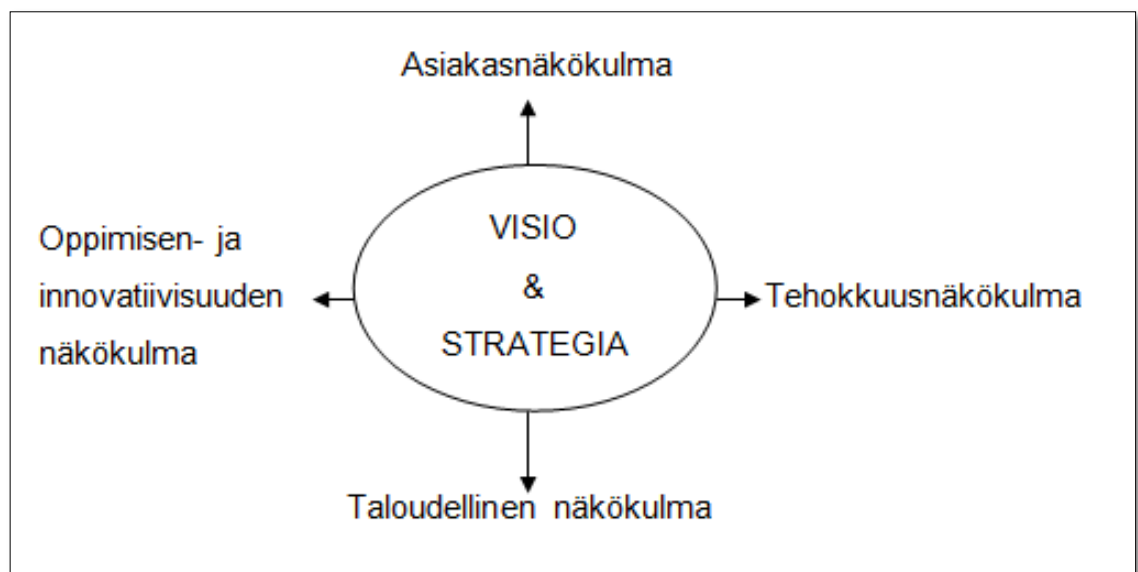 Asiakasnäkökulma
VISIO
&
STRATEGIA
Oppimisen- ja
innovatiivisuuden
näkökulma
Tehokkuusnäkökulma
Taloudellinen näkökulma